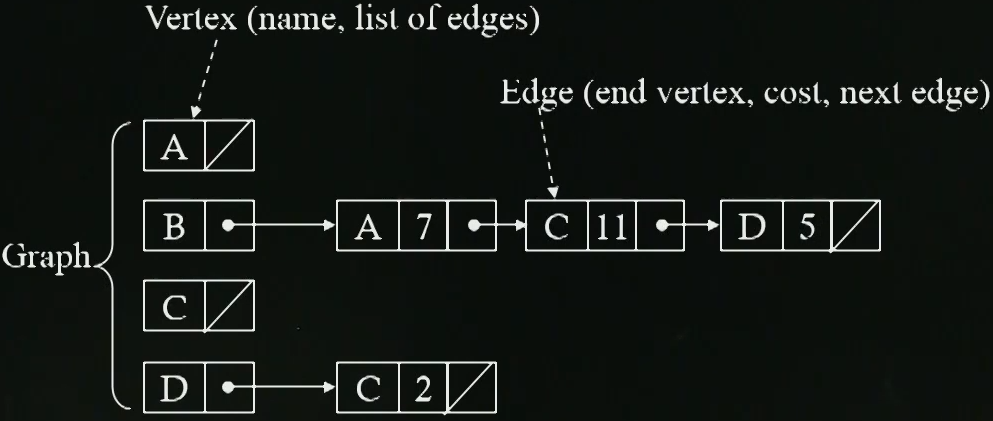 Vertex (name, list of edges)
Edge (end vertex, cost, next edge)
A
B A 7 C 11 D 5
Graph
C
D C 2